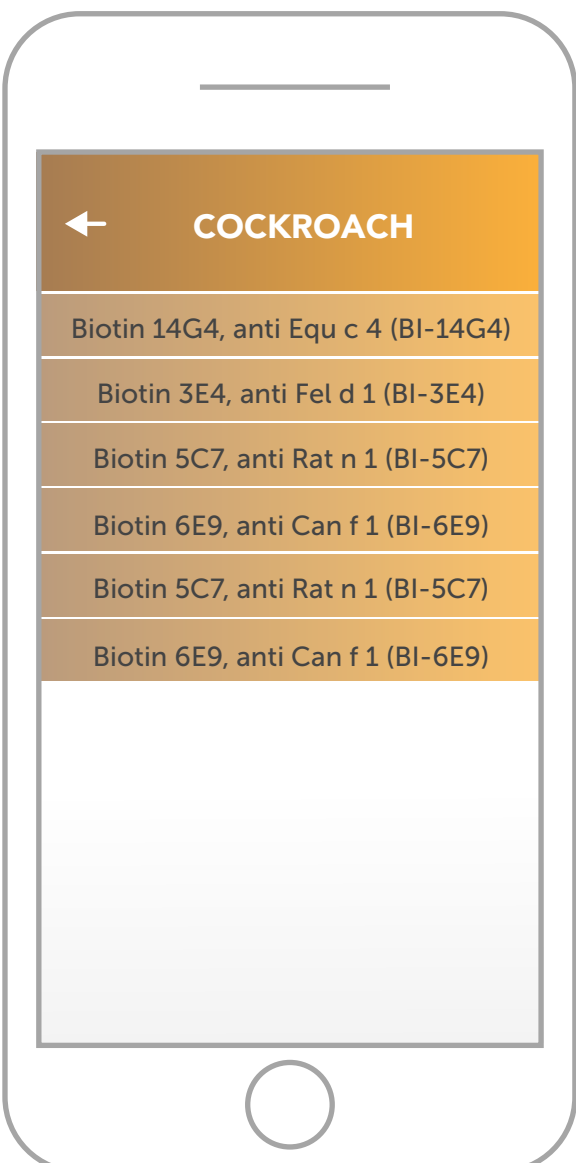 COCKROACH
Biotin 14G4, anti Equ c 4 (BI-14G4)
Biotin 3E4, anti Fel d 1 (BI-3E4)
Biotin 5C7, anti Rat n 1 (BI-5C7)
Biotin 6E9, anti Can f 1 (BI-6E9)
Biotin 5C7, anti Rat n 1 (BI-5C7)
Biotin 6E9, anti Can f 1 (BI-6E9)